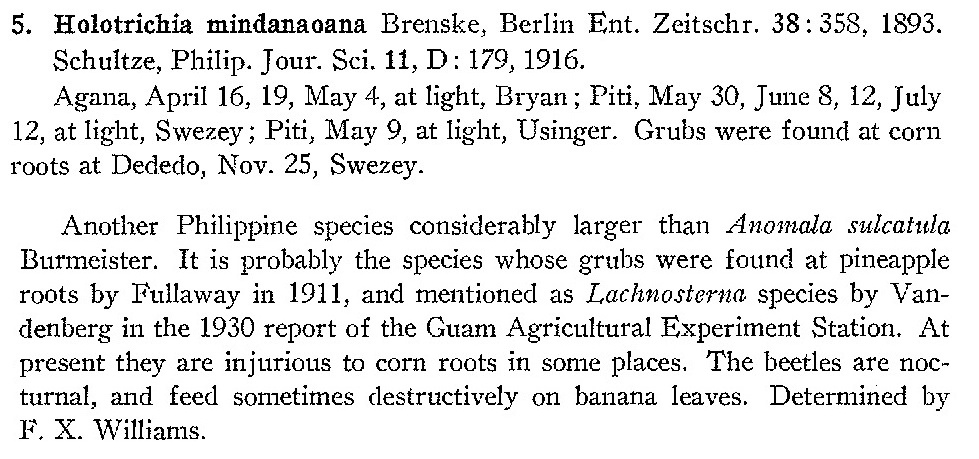 5. Holotrichia mindanaoana Brenske, Berlin Ent. Zeitschr. 38:358, 1893.
Schultze, Philip. Jour. Sci. 11, D: 179, 1916.
Agana, April 16, 19, May 4, at light, Bryan; Piti, May 30, June 8, 12, July
12, at light, Swezey; Piti, May 9, at light, Usinger. Grubs were found at corn
roots at Dededo, Nov. 25, Swezey.
Another Philippine species considerably larger than Anomala sulcatula
Burmeister. It is probably the species whose grubs were found at pineapple
roots by Fullaway in 1911, and mentioned as Lachnosterna species by Van-
denberg in the 1930 report of the Guam Agricultural Experiment Station. At
present they are injurious to corn roots in some places. The beetles are noc-
turnal, and feed sometimes destructively on banana leaves. Determined by
F. X. Williams.